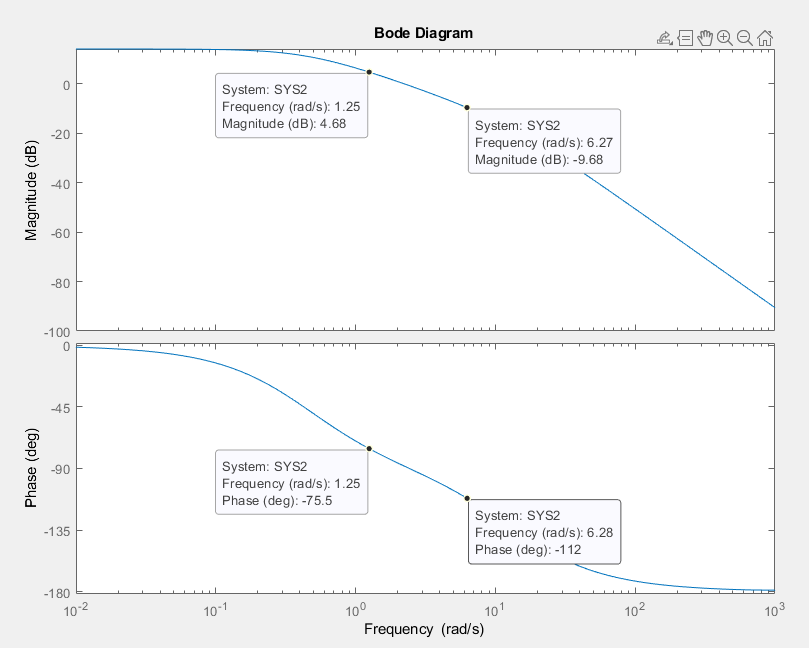 Bode Diagram
Magnitude (dB)
0
-20
-40
-60
-80
-100
System: SYS2
Frequency (rad/s): 1.25
Magnitude (dB): 4.68
System: SYS2
Frequency (rad/s): 6.27
Magnitude (dB): -9.68
Phase (deg)
0
-45
-90
-135
-180
System: SYS2
Frequency (rad/s): 1.25
Phase (deg): -75.5
System: SYS2
Frequency (rad/s): 6.28
Phase (deg): -112
10⁻² 10⁻¹ 10⁰ 10¹ 10² 10³
Frequency (rad/s)